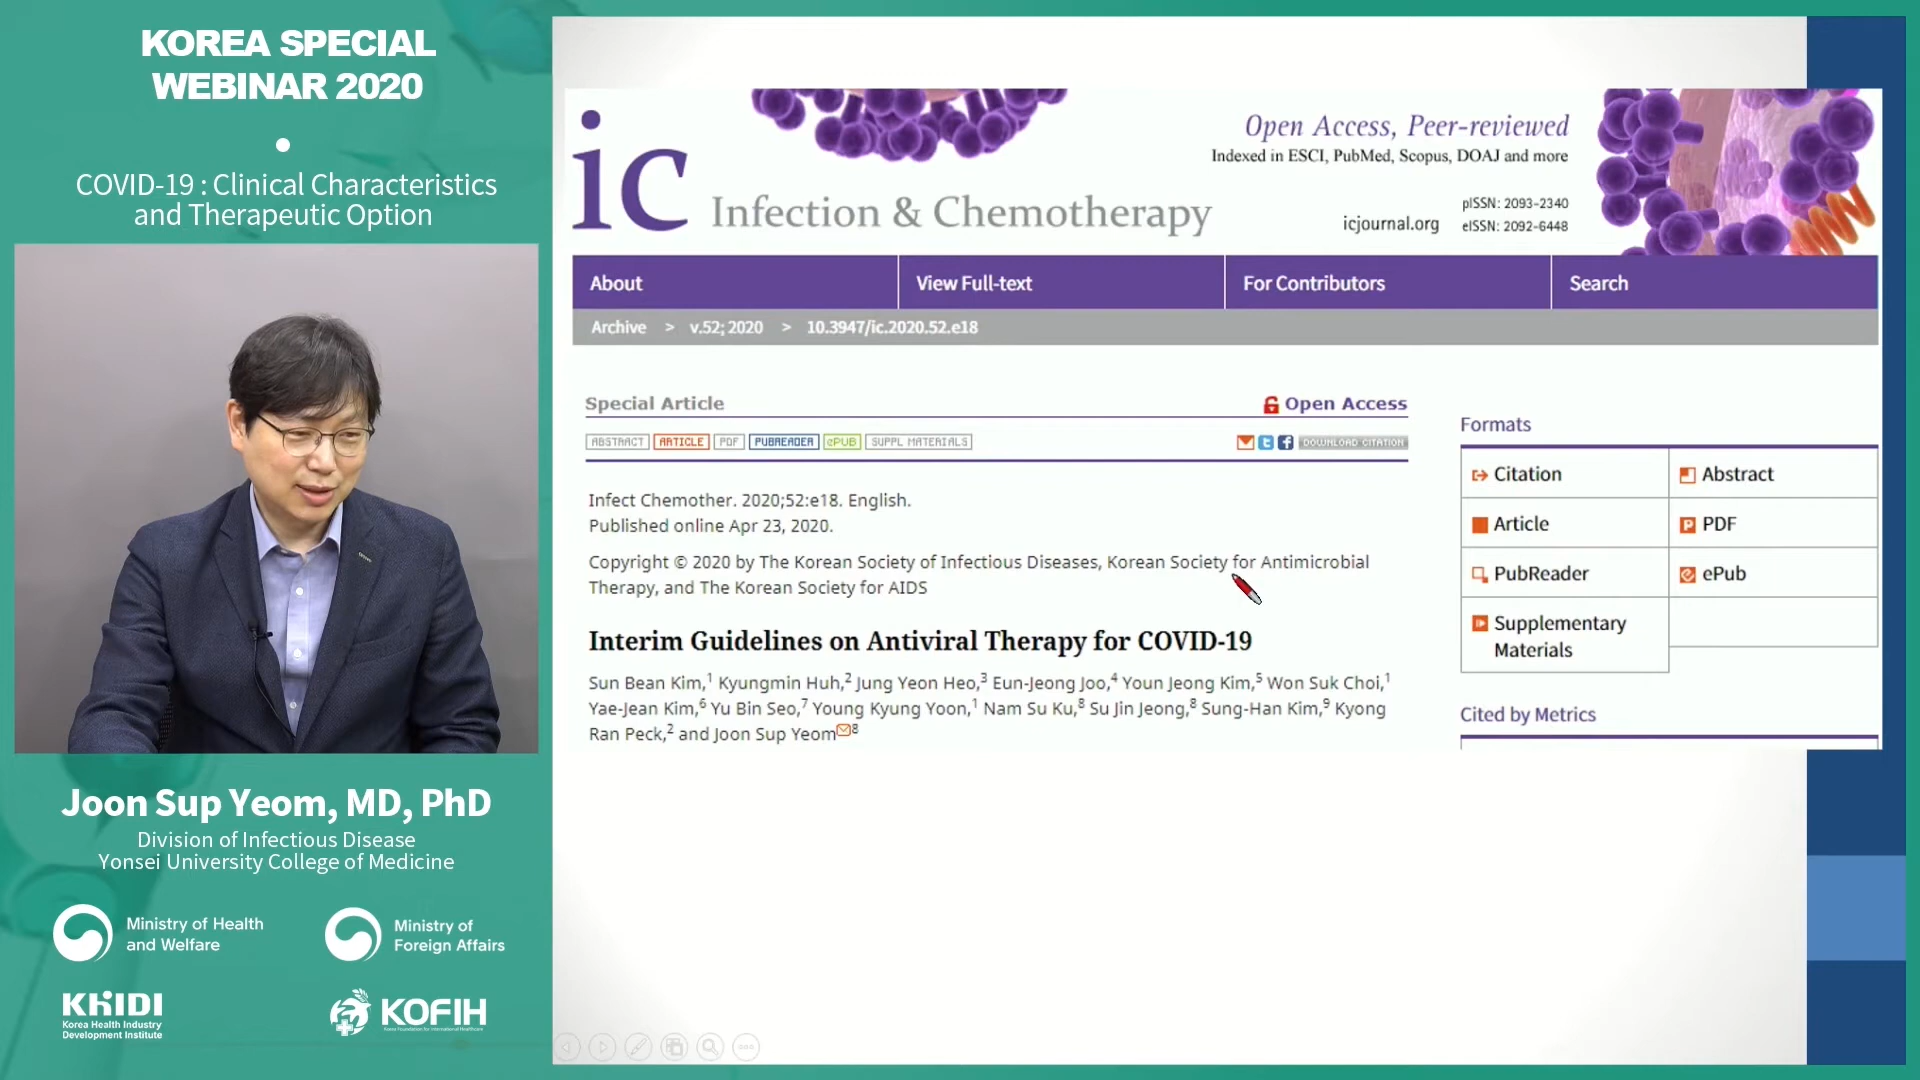 KOREA SPECIAL
WEBINAR 2020
COVID-19 : Clinical Characteristics
and Therapeutic Option
Joon Sup Yeom, MD, PhD
Division of Infectious Disease
Yonsei University College of Medicine
Ministry of Health
and Welfare
Ministry of
Foreign Affairs
KHIDI
Korea Health Industry
Development Institute
KOFIH
Korea Foundation for International Healthcare
ic
Infection & Chemotherapy
Open Access, Peer-reviewed
Indexed in ESCI, PubMed, Scopus, DOAJ and more
icjournal.org
pISSN: 2093-2340
eISSN: 2092-6448
About
View Full-text
For Contributors
Search
Archive > v.52; 2020 > 10.3947/ic.2020.52.e18
Special Article
Open Access
ABSTRACT ARTICLE PDF PUBREADER ePUB SUPPL MATERIALS
DOWNLOAD CITATION
Infect Chemother. 2020;52:e18. English.
Published online Apr 23, 2020.
Copyright © 2020 by The Korean Society of Infectious Diseases, Korean Society for Antimicrobial
Therapy, and The Korean Society for AIDS
Interim Guidelines on Antiviral Therapy for COVID-19
Sun Bean Kim,1 Kyungmin Huh,2 Jung Yeon Heo,3 Eun-Jeong Joo,4 Youn Jeong Kim,5 Won Suk Choi,1
Yae-Jean Kim,6 Yu Bin Seo,7 Young Kyung Yoon,1 Nam Su Ku,8 Su Jin Jeong,8 Sung-Han Kim,9 Kyong
Ran Peck,2 and Joon Sup Yeom8
Formats
Citation
Abstract
Article
PDF
PubReader
ePub
Supplementary
Materials
Cited by Metrics